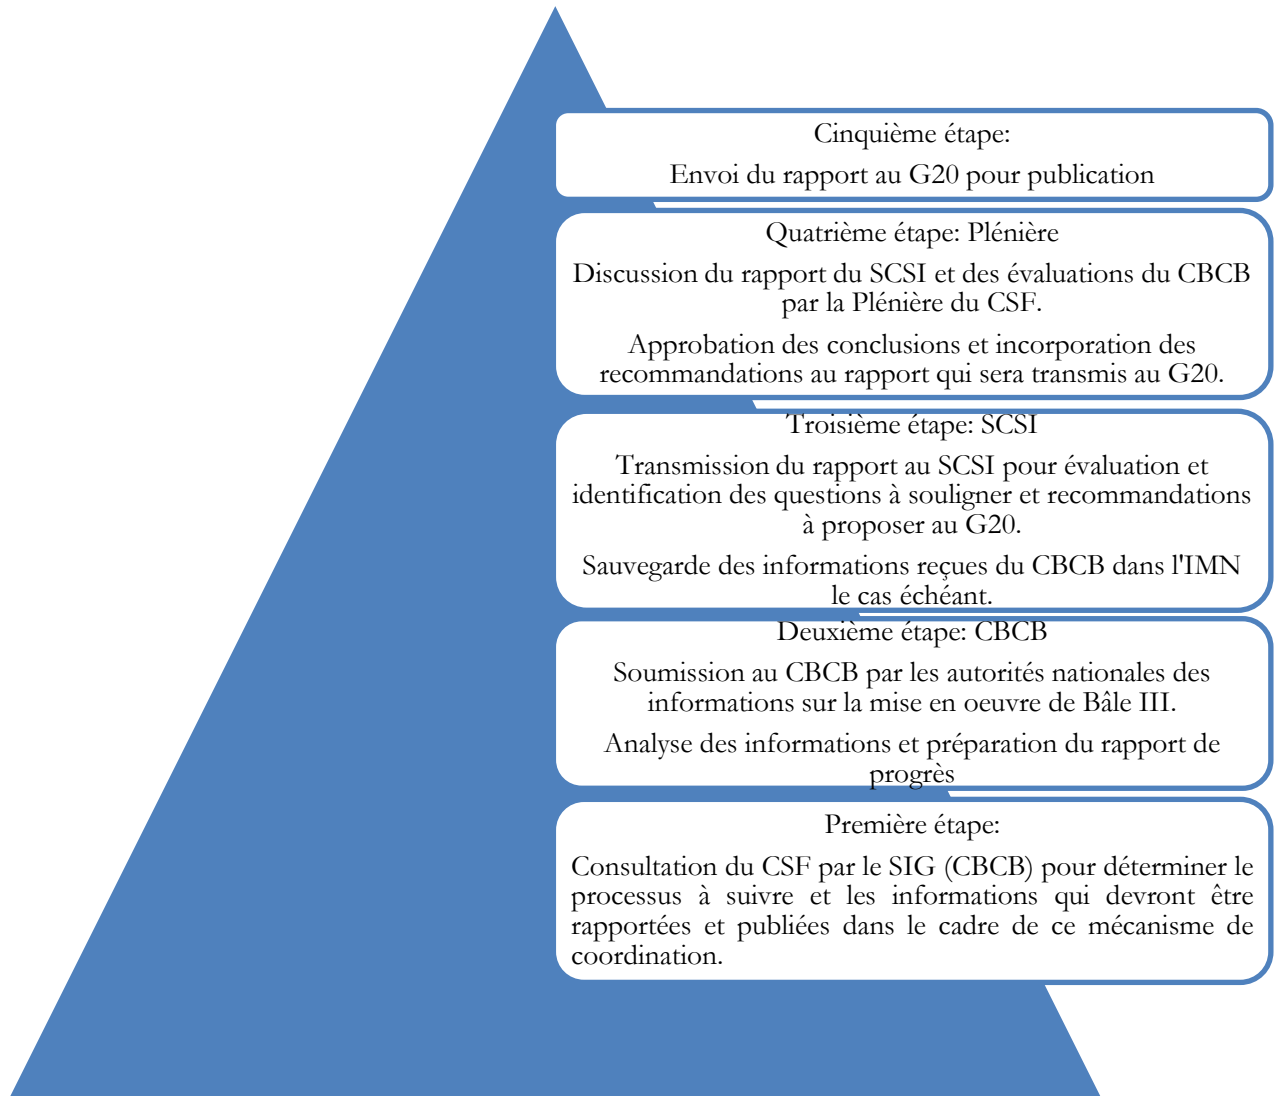 Cinquième étape:
Envoi du rapport au G20 pour publication
Quatrième étape: Plénière
Discussion du rapport du SCSI et des évaluations du CBCB
par la Plénière du CSF.
Approbation des conclusions et incorporation des
recommandations au rapport qui sera transmis au G20.
Troisième étape: SCSI
Transmission du rapport au SCSI pour évaluation et
identification des questions à souligner et recommandations
à proposer au G20.
Sauvegarde des informations reçues du CBCB dans l'IMN
le cas échéant.
Deuxième étape: CBCB
Soumission au CBCB par les autorités nationales des
informations sur la mise en oeuvre de Bâle III.
Analyse des informations et préparation du rapport de
progrès
Première étape:
Consultation du CSF par le SIG (CBCB) pour déterminer le
processus à suivre et les informations qui devront être
rapportées et publiées dans le cadre de ce mécanisme de
coordination.